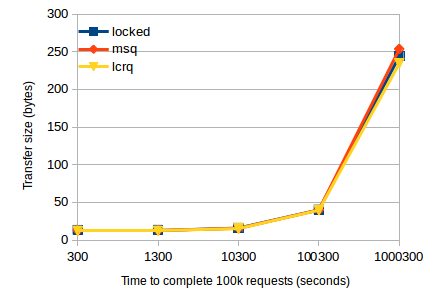 300
250
200
150
100
50
0
locked
msq
lcrq
Transfer size (bytes)
300 1300 10300 100300 1000300
Time to complete 100k requests (seconds)